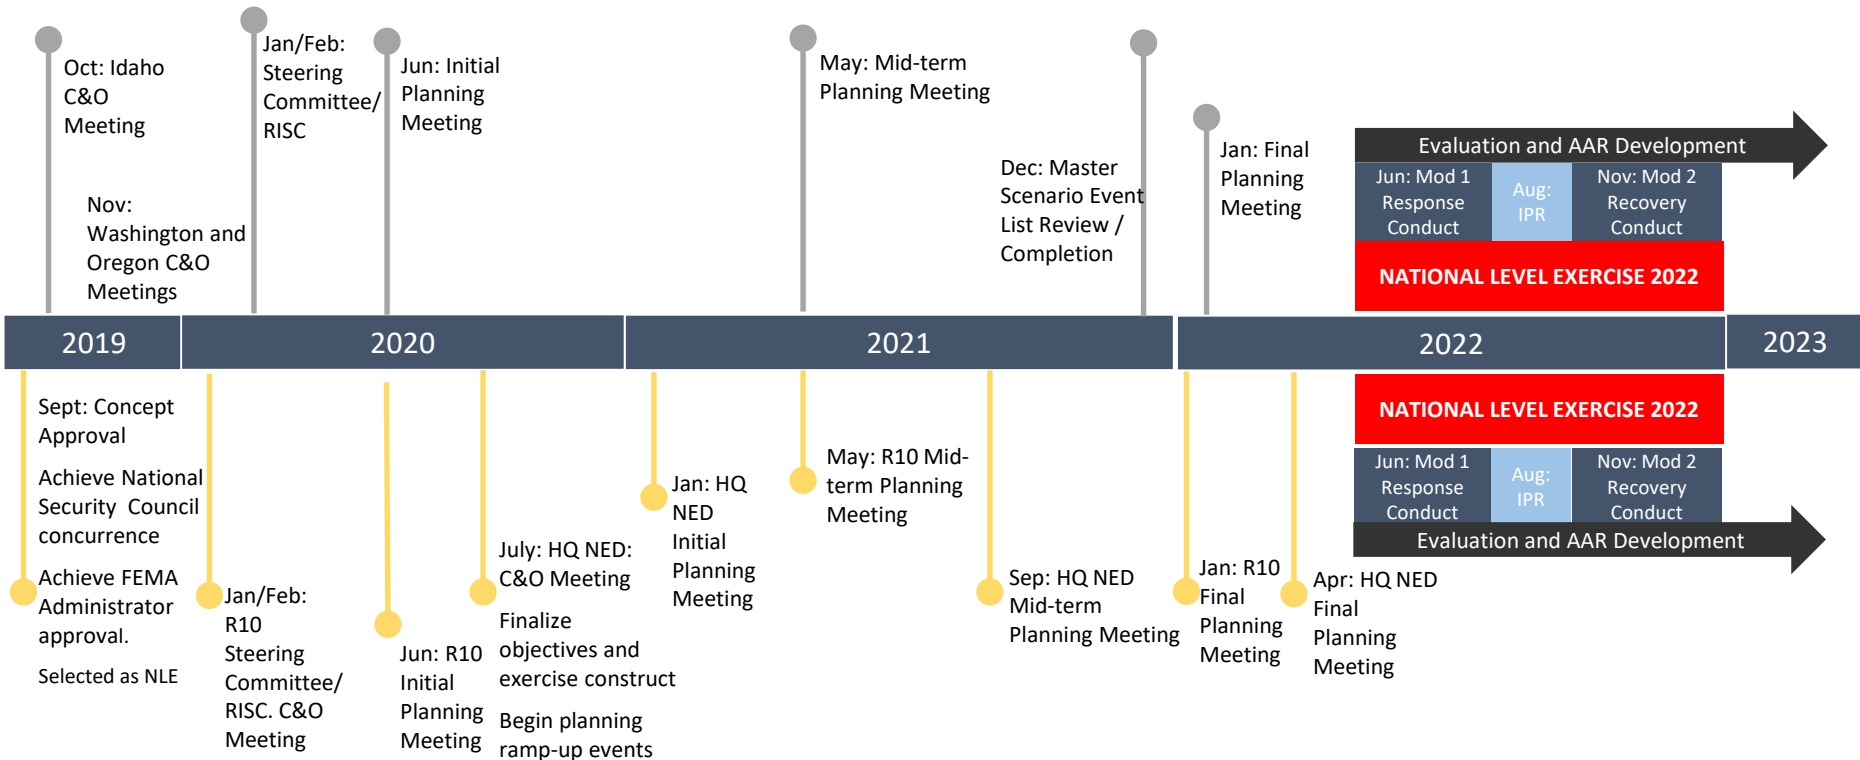 Oct: Idaho
C&O
Meeting
Nov:
Washington and
Oregon C&O
Meetings
Jan/Feb:
Steering
Committee/
RISC
Jun: Initial
Planning
Meeting
May: Mid-term
Planning Meeting
Dec: Master
Scenario Event
List Review /
Completion
Jan: Final
Planning
Meeting
Evaluation and AAR Development
Jun: Mod 1
Response
Conduct
Aug:
IPR
Nov: Mod 2
Recovery
Conduct
NATIONAL LEVEL EXERCISE 2022
2019
2020
2021
2022
2023
Sept: Concept
Approval
Achieve National
Security Council
concurrence
Achieve FEMA
Administrator
approval.
Selected as NLE
Jan/Feb:
R10
Steering
Committee/
RISC. C&O
Meeting
Jun: R10
Initial
Planning
Meeting
July: HQ NED:
C&O Meeting
Finalize
objectives and
exercise construct
Begin planning
ramp-up events
Jan: HQ
NED
Initial
Planning
Meeting
May: R10 Mid-
term Planning
Meeting
Sep: HQ NED
Mid-term
Planning Meeting
Jan: R10
Final
Planning
Meeting
Apr: HQ NED
Final
Planning
Meeting
NATIONAL LEVEL EXERCISE 2022
Jun: Mod 1
Response
Conduct
Aug:
IPR
Nov: Mod 2
Recovery
Conduct
Evaluation and AAR Development